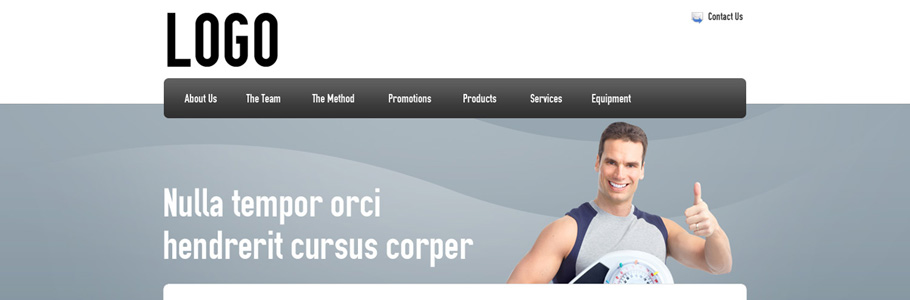 LOGO
Contact Us
About Us The Team The Method Promotions Products Services Equipment
Nulla tempor orci
hendrerit cursus corper